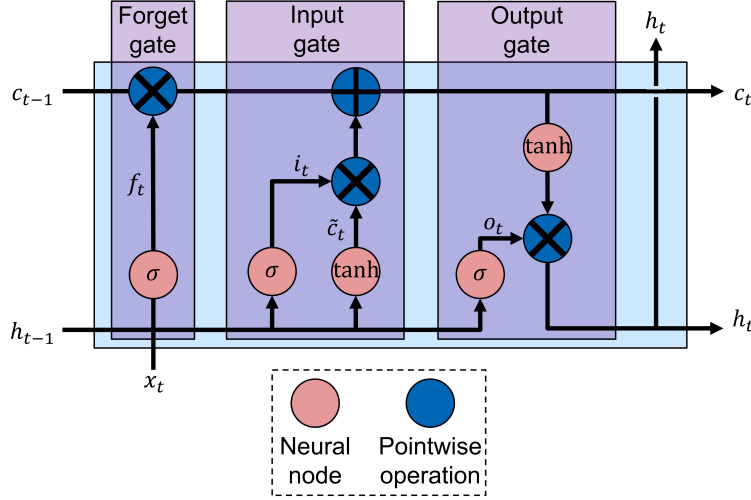 Forget gate
Input gate
Output gate
h_t
c_{t-1}
c_t
tanh
f_t
i_t
c̃_t
o_t
σ
σ
tanh
σ
h_{t-1}
h_t
x_t
Neural node
Pointwise operation